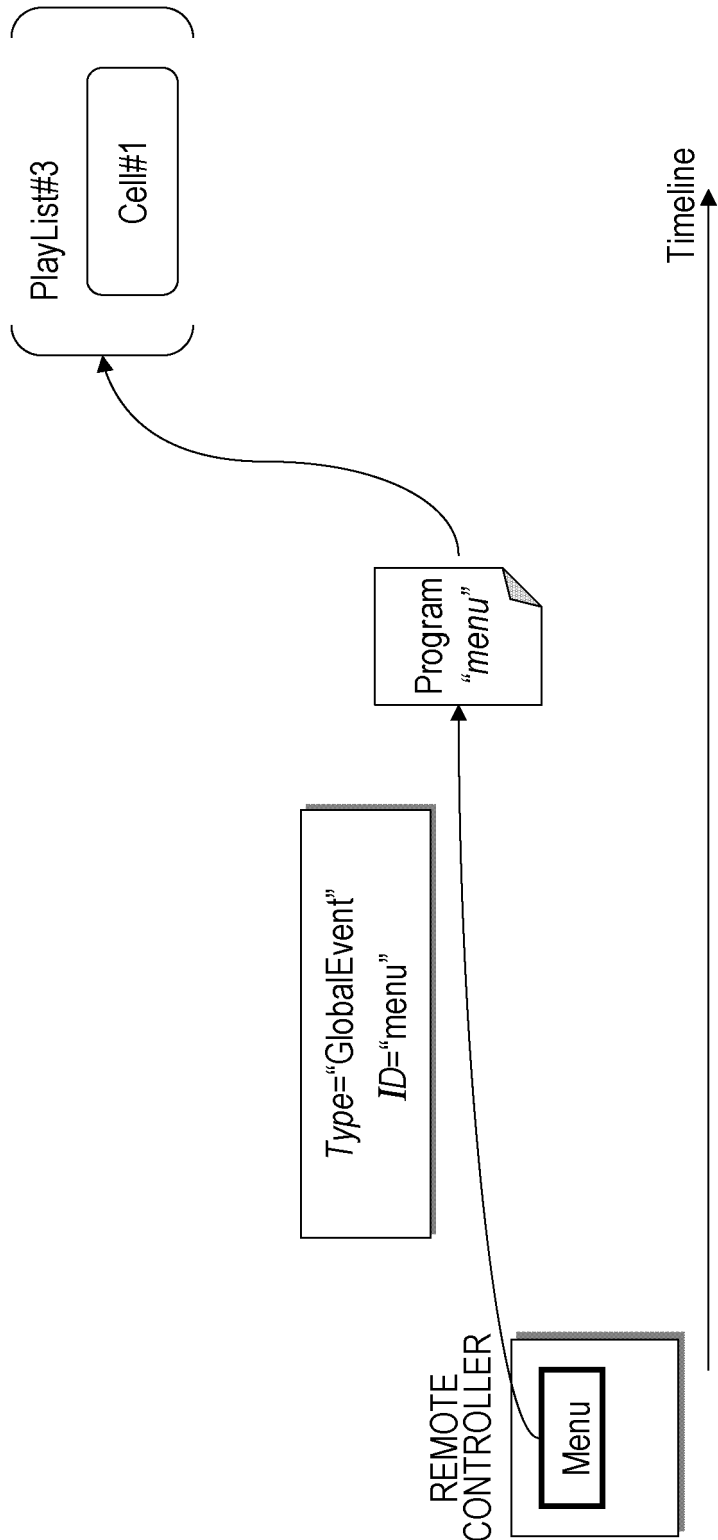 REMOTE
CONTROLLER
Menu
Type=“GlobalEvent”
ID=“menu”
Program
“menu”
PlayList#3
Cell#1
Timeline